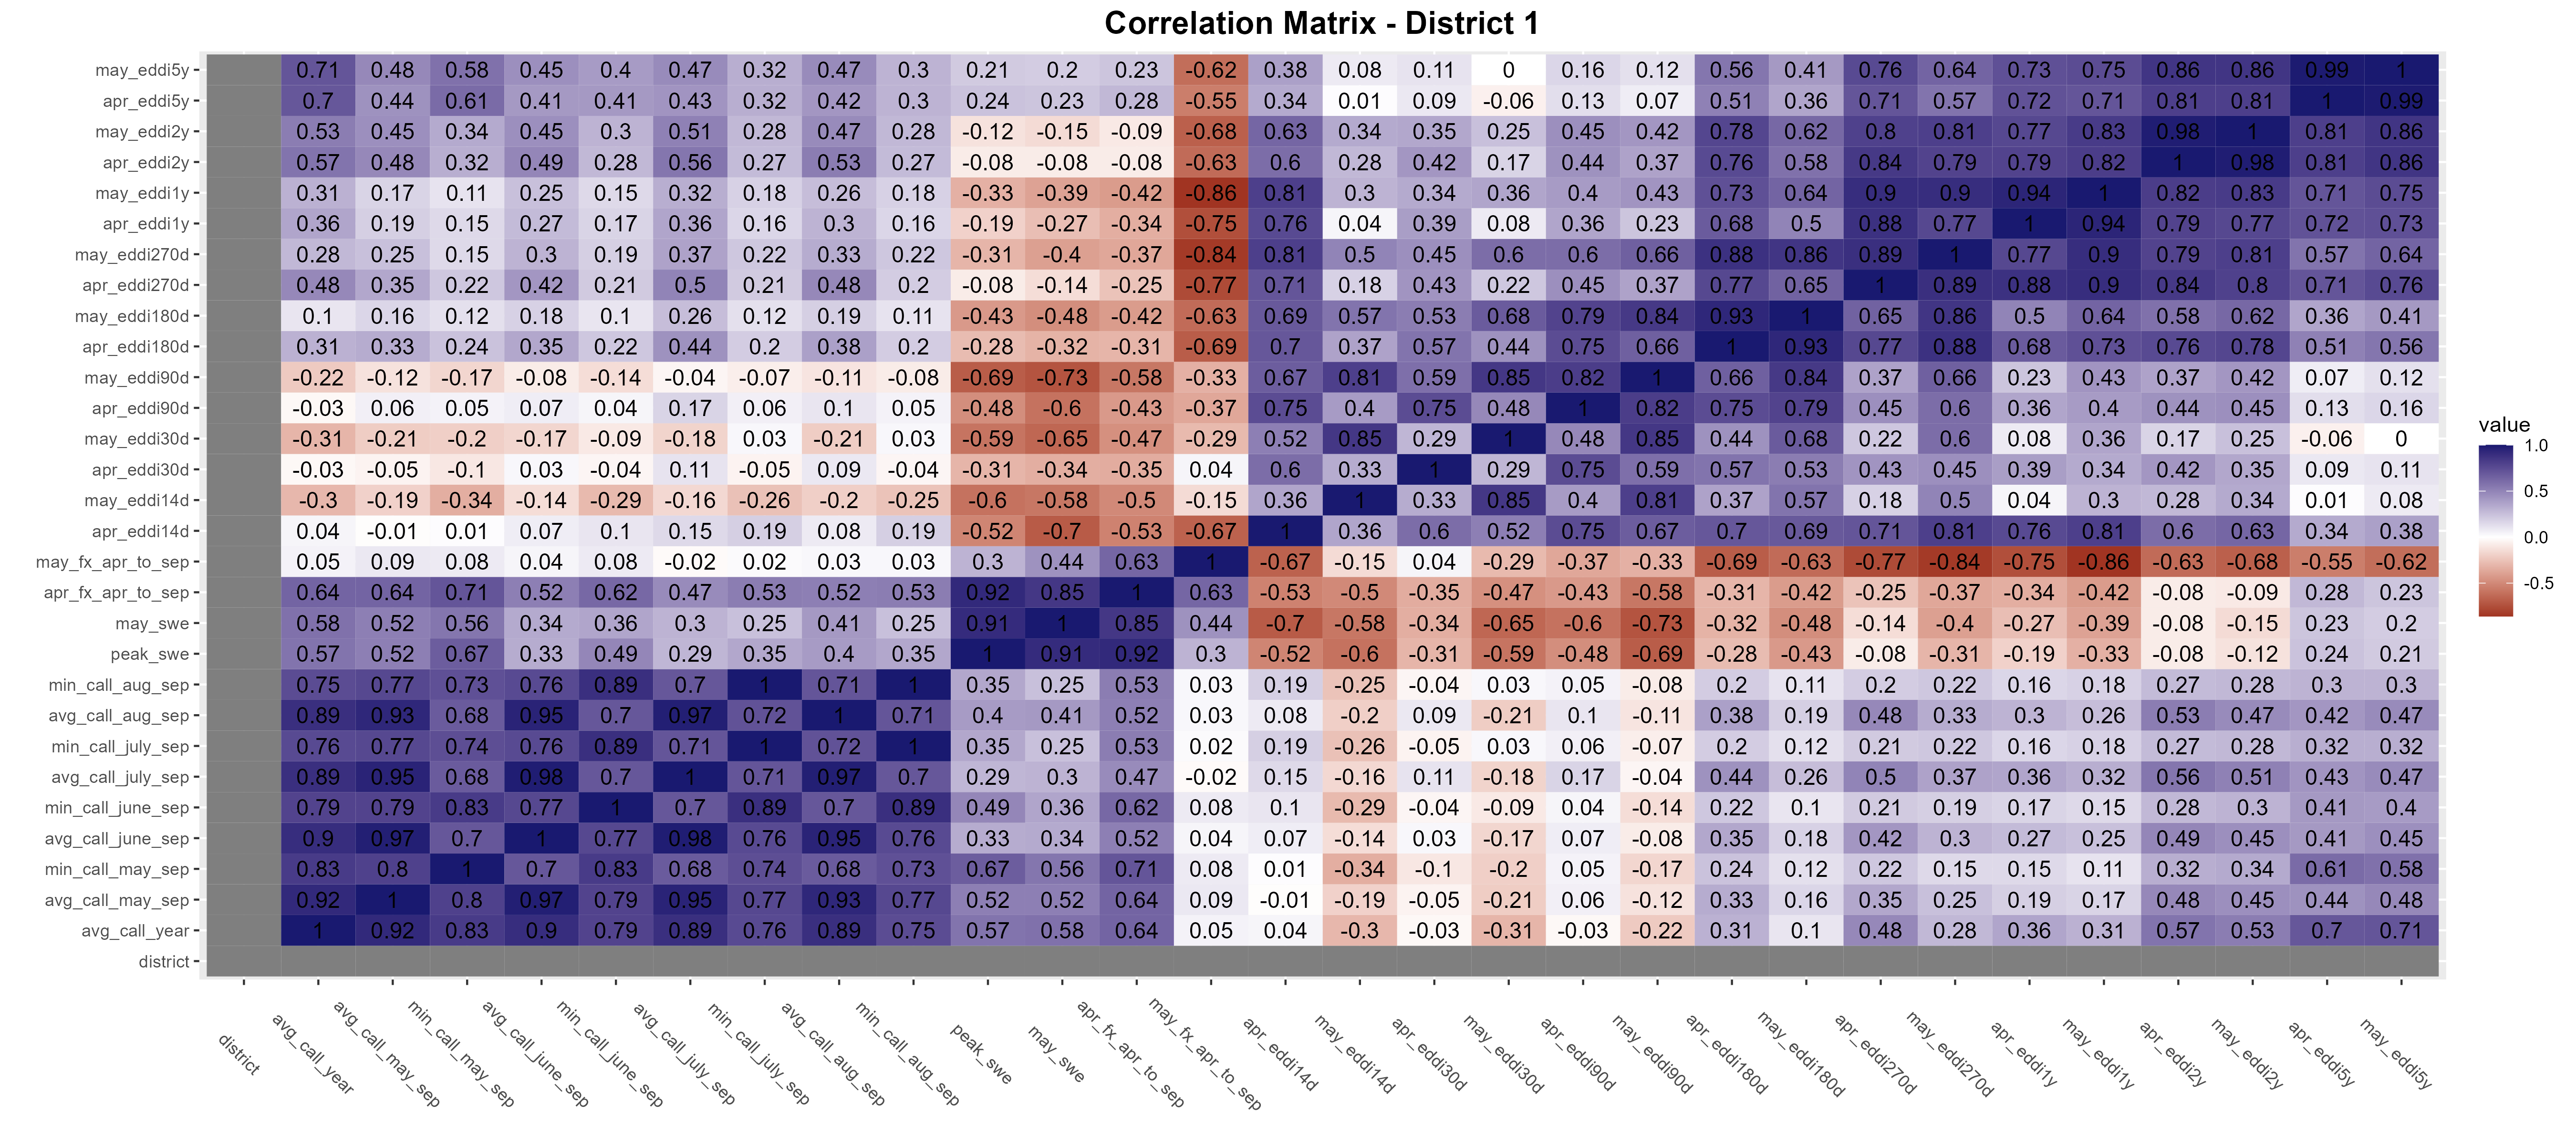 Correlation Matrix - District 1
may_eddi5y 0.71 0.48 0.58 0.45 0.4 0.47 0.32 0.47 0.3 0.21 0.2 0.23 -0.62 0.38 0.08 0.11 0 0.16 0.12 0.56 0.41 0.76 0.64 0.73 0.75 0.86 0.86 0.99 1
apr_eddi5y 0.7 0.44 0.61 0.41 0.41 0.43 0.32 0.42 0.3 0.24 0.23 0.28 -0.55 0.34 0.01 0.09 -0.06 0.13 0.07 0.51 0.36 0.71 0.57 0.72 0.71 0.81 0.81 1 0.99
may_eddi2y 0.53 0.45 0.34 0.45 0.3 0.51 0.28 0.47 0.28 -0.12 -0.15 -0.09 -0.68 0.63 0.34 0.35 0.25 0.45 0.42 0.78 0.62 0.8 0.81 0.77 0.83 0.98 1 0.81 0.86
apr_eddi2y 0.57 0.48 0.32 0.49 0.28 0.56 0.27 0.53 0.27 -0.08 -0.08 -0.08 -0.63 0.6 0.28 0.42 0.17 0.44 0.37 0.76 0.58 0.84 0.79 0.79 0.82 1 0.98 0.81 0.86
may_eddi1y 0.31 0.17 0.11 0.25 0.15 0.32 0.18 0.26 0.18 -0.33 -0.39 -0.42 -0.86 0.81 0.3 0.34 0.36 0.4 0.43 0.73 0.64 0.9 0.9 0.94 1 0.82 0.83 0.71 0.75
apr_eddi1y 0.36 0.19 0.15 0.27 0.17 0.36 0.16 0.3 0.16 -0.19 -0.27 -0.34 -0.75 0.76 0.04 0.39 0.08 0.36 0.23 0.68 0.5 0.88 0.77 1 0.94 0.79 0.77 0.72 0.73
may_eddi270d 0.28 0.25 0.15 0.3 0.19 0.37 0.22 0.33 0.22 -0.31 -0.4 -0.37 -0.84 0.81 0.5 0.45 0.6 0.6 0.66 0.88 0.86 0.89 1 0.77 0.9 0.79 0.81 0.57 0.64
apr_eddi270d 0.48 0.35 0.22 0.42 0.21 0.5 0.21 0.48 0.2 -0.08 -0.14 -0.25 -0.77 0.71 0.18 0.43 0.22 0.45 0.37 0.77 0.65 1 0.89 0.88 0.9 0.84 0.8 0.71 0.76
may_eddi180d 0.1 0.16 0.12 0.18 0.1 0.26 0.12 0.19 0.11 -0.43 -0.48 -0.42 -0.63 0.69 0.57 0.53 0.68 0.79 0.84 0.93 1 0.65 0.86 0.5 0.64 0.58 0.62 0.36 0.41
apr_eddi180d 0.31 0.33 0.24 0.35 0.22 0.44 0.2 0.38 0.2 -0.28 -0.32 -0.31 -0.69 0.7 0.37 0.57 0.44 0.75 0.66 1 0.93 0.77 0.88 0.68 0.73 0.76 0.78 0.51 0.56
may_eddi90d -0.22 -0.12 -0.17 -0.08 -0.14 -0.04 -0.07 -0.11 -0.08 -0.69 -0.73 -0.58 -0.33 0.67 0.81 0.59 0.85 0.82 1 0.66 0.84 0.37 0.66 0.23 0.43 0.37 0.42 0.07 0.12
apr_eddi90d -0.03 0.06 0.05 0.07 0.04 0.17 0.06 0.1 0.05 -0.48 -0.6 -0.43 -0.37 0.75 0.4 0.75 0.48 1 0.82 0.75 0.79 0.45 0.6 0.36 0.4 0.44 0.45 0.13 0.16
may_eddi30d -0.31 -0.21 -0.2 -0.17 -0.09 -0.18 0.03 -0.21 0.03 -0.59 -0.65 -0.47 -0.29 0.52 0.85 0.29 1 0.48 0.85 0.44 0.68 0.22 0.6 0.08 0.36 0.17 0.25 -0.06 0
apr_eddi30d -0.03 -0.05 -0.1 0.03 -0.04 0.11 -0.05 0.09 -0.04 -0.31 -0.34 -0.35 0.04 0.6 0.33 1 0.29 0.75 0.59 0.57 0.53 0.43 0.45 0.39 0.34 0.42 0.35 0.09 0.11
may_eddi14d -0.3 -0.19 -0.34 -0.14 -0.29 -0.16 -0.26 -0.2 -0.25 -0.6 -0.58 -0.5 -0.15 0.36 1 0.33 0.85 0.4 0.81 0.37 0.57 0.18 0.5 0.04 0.3 0.28 0.34 0.01 0.08
apr_eddi14d 0.04 -0.01 0.01 0.07 0.1 0.15 0.19 0.08 0.19 -0.52 -0.7 -0.53 -0.67 1 0.36 0.6 0.52 0.75 0.67 0.7 0.69 0.71 0.81 0.76 0.81 0.6 0.63 0.34 0.38
may_fx_apr_to_sep 0.05 0.09 0.08 0.04 0.08 -0.02 0.02 0.03 0.03 0.3 0.44 0.63 1 -0.67 -0.15 0.04 -0.29 -0.37 -0.33 -0.69 -0.63 -0.77 -0.84 -0.75 -0.86 -0.63 -0.68 -0.55 -0.62
apr_fx_apr_to_sep 0.64 0.64 0.71 0.52 0.62 0.47 0.53 0.52 0.53 0.92 0.85 1 0.63 -0.53 -0.5 -0.35 -0.47 -0.43 -0.58 -0.31 -0.42 -0.25 -0.37 -0.34 -0.42 -0.08 -0.09 0.28 0.23
may_swe 0.58 0.52 0.56 0.34 0.36 0.3 0.25 0.41 0.25 0.91 1 0.85 0.44 -0.7 -0.58 -0.34 -0.65 -0.6 -0.73 -0.32 -0.48 -0.14 -0.4 -0.27 -0.39 -0.08 -0.15 0.23 0.2
peak_swe 0.57 0.52 0.67 0.33 0.49 0.29 0.35 0.4 0.35 1 0.91 0.92 0.3 -0.52 -0.6 -0.31 -0.59 -0.48 -0.69 -0.28 -0.43 -0.08 -0.31 -0.19 -0.33 -0.08 -0.12 0.24 0.21
min_call_aug_sep 0.75 0.77 0.73 0.76 0.89 0.7 1 0.71 1 0.35 0.25 0.53 0.03 0.19 -0.25 -0.04 0.03 0.05 -0.08 0.2 0.11 0.2 0.22 0.16 0.18 0.27 0.28 0.3 0.3
avg_call_aug_sep 0.89 0.93 0.68 0.95 0.7 0.97 0.72 1 0.71 0.4 0.41 0.52 0.03 0.08 -0.2 0.09 -0.21 0.1 -0.11 0.38 0.19 0.48 0.33 0.3 0.26 0.53 0.47 0.42 0.47
min_call_july_sep 0.76 0.77 0.74 0.76 0.89 0.71 1 0.72 1 0.35 0.25 0.53 0.02 0.19 -0.26 -0.05 0.03 0.06 -0.07 0.2 0.12 0.21 0.22 0.16 0.18 0.27 0.28 0.32 0.32
avg_call_july_sep 0.89 0.95 0.68 0.98 0.7 1 0.71 0.97 0.7 0.29 0.3 0.47 -0.02 0.15 -0.16 0.11 -0.18 0.17 -0.04 0.44 0.26 0.5 0.37 0.36 0.32 0.56 0.51 0.43 0.47
min_call_june_sep 0.79 0.79 0.83 0.77 1 0.7 0.89 0.7 0.89 0.49 0.36 0.62 0.08 0.1 -0.29 -0.04 -0.09 0.04 -0.14 0.22 0.1 0.21 0.19 0.17 0.15 0.28 0.3 0.41 0.4
avg_call_june_sep 0.9 0.97 0.7 1 0.77 0.98 0.76 0.95 0.76 0.33 0.34 0.52 0.04 0.07 -0.14 0.03 -0.17 0.07 -0.08 0.35 0.18 0.42 0.3 0.27 0.25 0.49 0.45 0.41 0.45
min_call_may_sep 0.83 0.8 1 0.7 0.83 0.68 0.74 0.68 0.73 0.67 0.56 0.71 0.08 0.01 -0.34 -0.1 -0.2 0.05 -0.17 0.24 0.12 0.22 0.15 0.15 0.11 0.32 0.34 0.61 0.58
avg_call_may_sep 0.92 1 0.8 0.97 0.79 0.95 0.77 0.93 0.77 0.52 0.52 0.64 0.09 -0.01 -0.19 -0.05 -0.21 0.06 -0.12 0.33 0.16 0.35 0.25 0.19 0.17 0.48 0.45 0.44 0.48
avg_call_year 1 0.92 0.83 0.9 0.79 0.89 0.76 0.89 0.75 0.57 0.58 0.64 0.05 0.04 -0.3 -0.03 -0.31 -0.03 -0.22 0.31 0.1 0.48 0.28 0.36 0.31 0.57 0.53 0.7 0.71
district
district
avg_call_year
avg_call_may_sep
min_call_may_sep
avg_call_june_sep
min_call_june_sep
avg_call_july_sep
min_call_july_sep
avg_call_aug_sep
min_call_aug_sep
peak_swe
may_swe
apr_fx_apr_to_sep
may_fx_apr_to_sep
apr_eddi14d
may_eddi14d
apr_eddi30d
may_eddi30d
apr_eddi90d
may_eddi90d
apr_eddi180d
may_eddi180d
apr_eddi270d
may_eddi270d
apr_eddi1y
may_eddi1y
apr_eddi2y
may_eddi2y
apr_eddi5y
may_eddi5y
value
1.0
0.5
0.0
-0.5